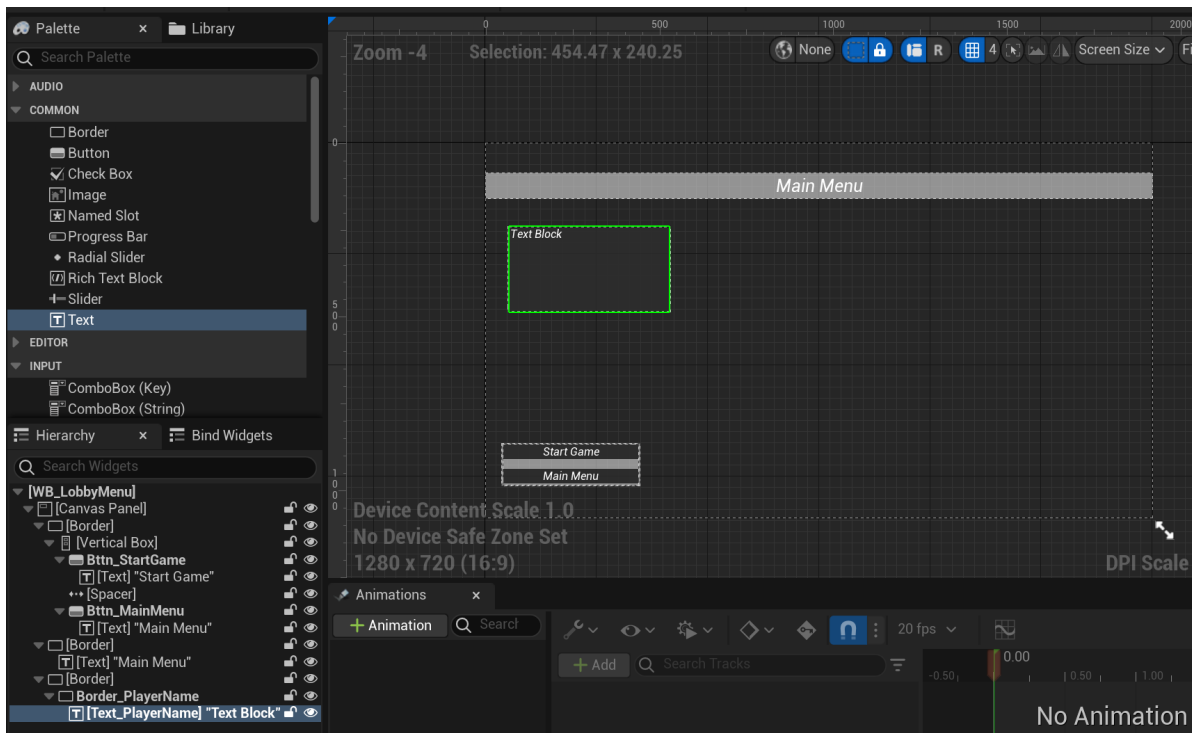 Palette
Library
Search Palette
AUDIO
COMMON
Border
Button
Check Box
Image
Named Slot
Progress Bar
Radial Slider
Rich Text Block
Slider
Text
EDITOR
INPUT
ComboBox (Key)
ComboBox (String)
Hierarchy
Bind Widgets
Search Widgets
[WB_LobbyMenu]
[Canvas Panel]
[Border]
[Vertical Box]
Bttn_StartGame
[Text] "Start Game"
[Spacer]
Bttn_MainMenu
[Text] "Main Menu"
[Border]
[Text] "Main Menu"
[Border]
Border_PlayerName
[Text_PlayerName] "Text Block"
0 500 1000 1500 2000
Zoom -4
Selection: 454.47 x 240.25
None
R
4
Screen Size
Fi
0
500
1000
Main Menu
Text Block
Start Game
Main Menu
Device Content Scale 1.0
No Device Safe Zone Set
1280 x 720 (16:9)
DPI Scale
Animations
+ Animation
Search
20 fps
+ Add
Search Tracks
0.00
-0.50
0.50
1.00
No Animation